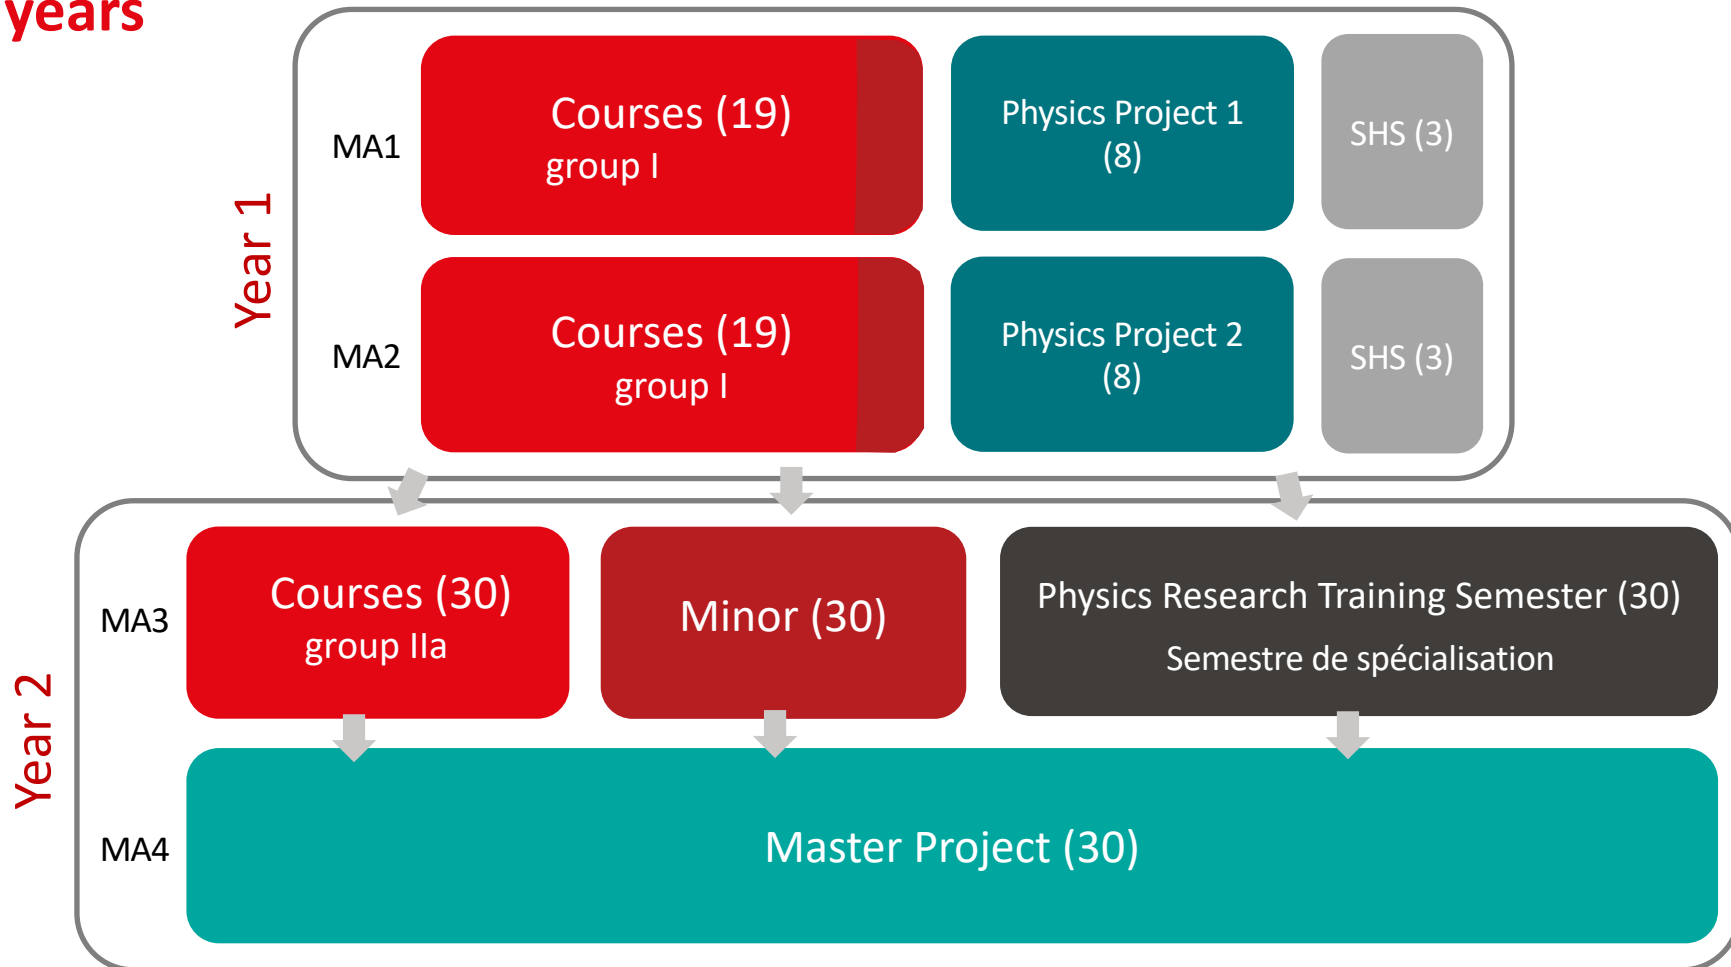 years
Year 1
MA1
Courses (19)
group I
Physics Project 1
(8)
SHS (3)
MA2
Courses (19)
group I
Physics Project 2
(8)
SHS (3)
Year 2
MA3
Courses (30)
group IIa
Minor (30)
Physics Research Training Semester (30)
Semestre de spécialisation
MA4
Master Project (30)